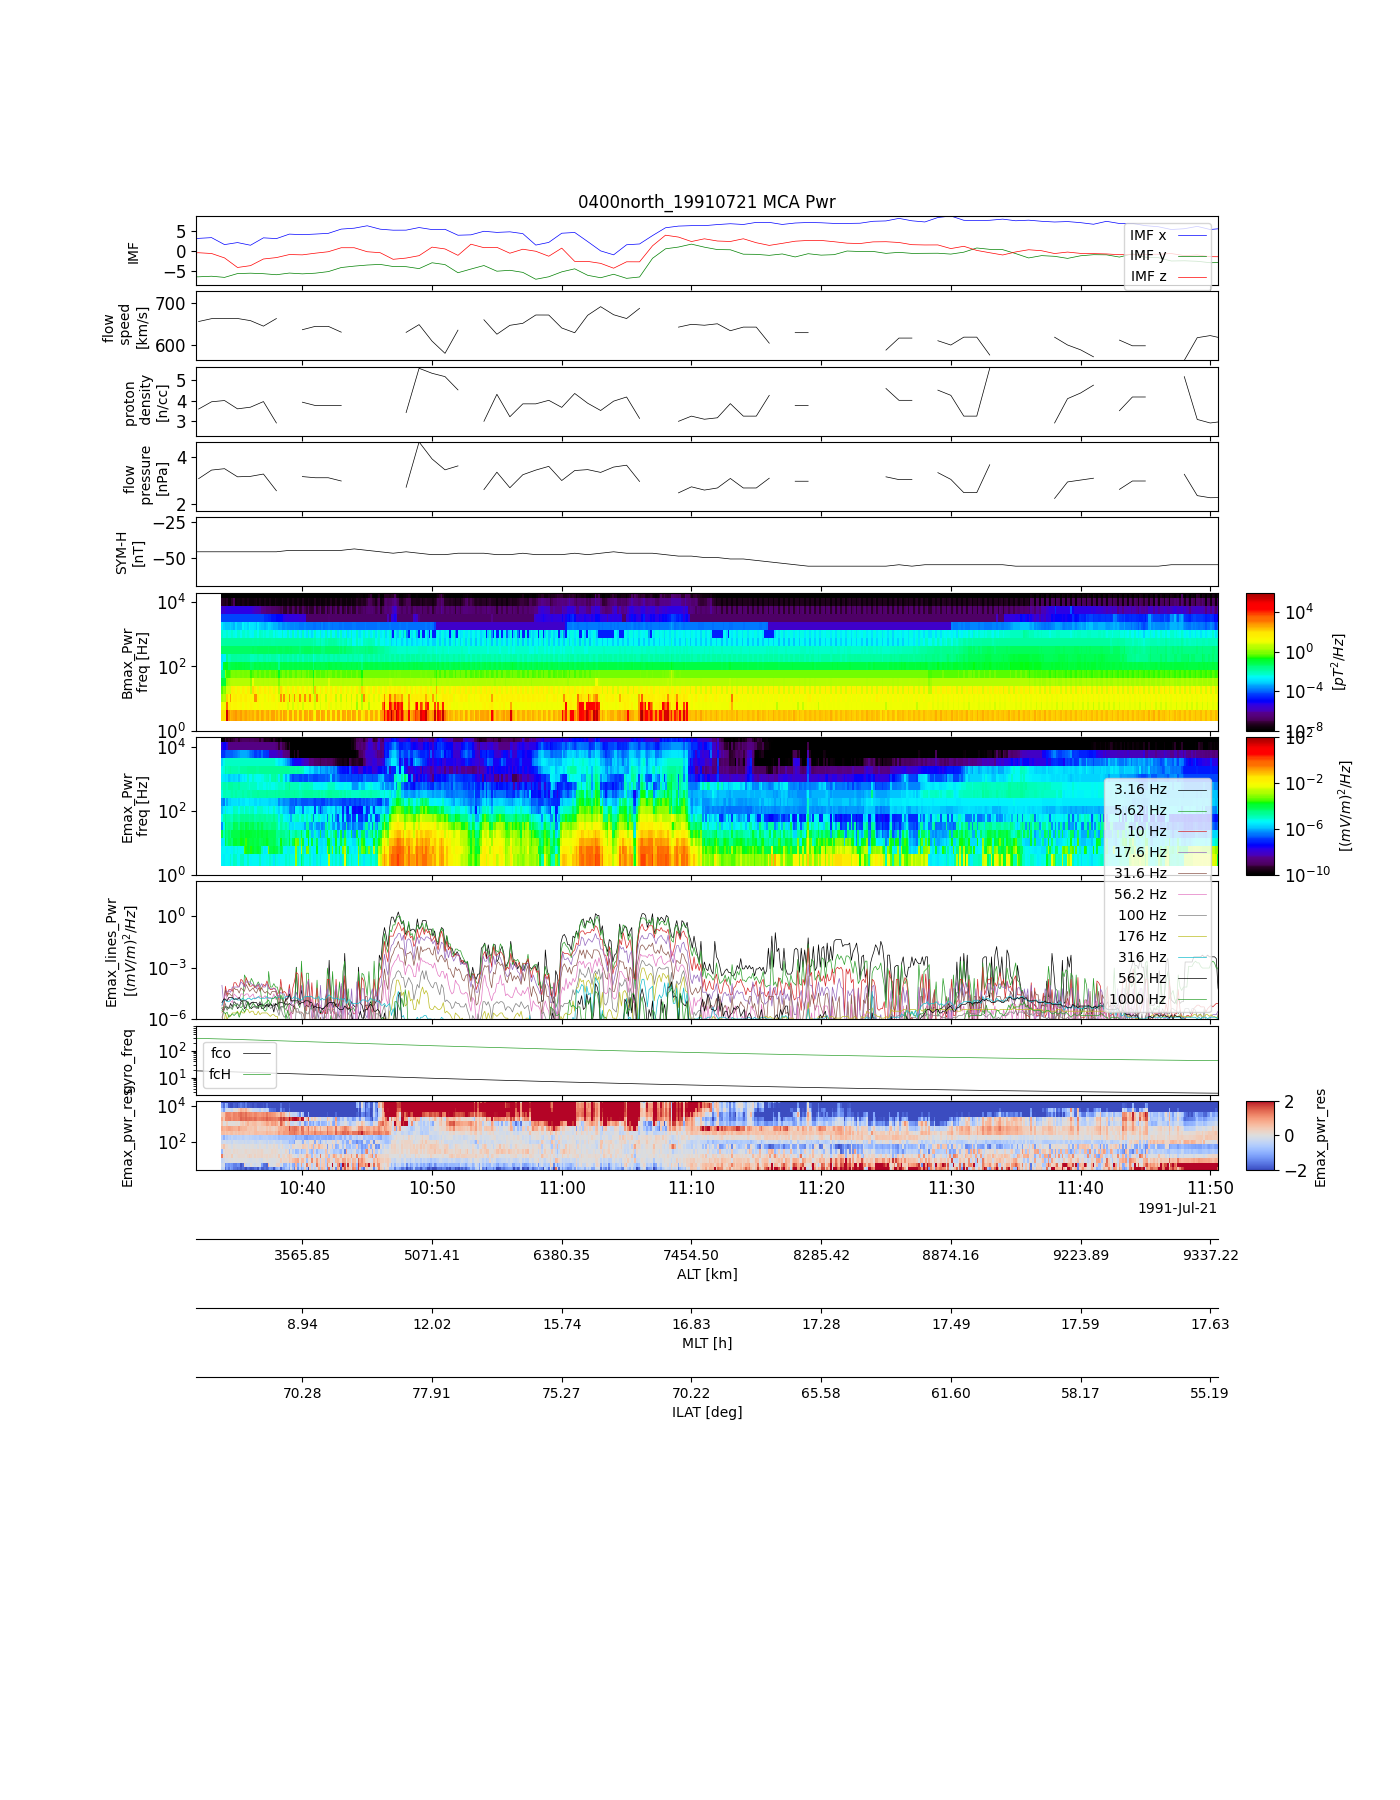 0400north_19910721 MCA Pwr
5
0
−5
IMF
IMF x
IMF y
IMF z
700
600
flow
speed
[km/s]
5
4
3
proton
density
[n/cc]
4
2
flow
pressure
[nPa]
−25
−50
SYM-H
[nT]
10^4
10^2
10^0
Bmax_Pwr
freq [Hz]
10^4
10^0
10^−4
10^−8
[pT^2/Hz]
10^4
10^2
10^0
Emax_Pwr
freq [Hz]
10^2
10^−2
10^−6
10^−10
[(mV/m)^2/Hz]
3.16 Hz
5.62 Hz
10 Hz
17.6 Hz
31.6 Hz
56.2 Hz
100 Hz
176 Hz
316 Hz
562 Hz
1000 Hz
10^0
10^−3
10^−6
Emax_lines_Pwr
[(mV/m)^2/Hz]
10^2
10^1
gyro_freq
fco
fcH
10^4
10^2
Emax_pwr_res
2
0
−2
Emax_pwr_res
10:40 10:50 11:00 11:10 11:20 11:30 11:40 11:50
1991-Jul-21
3565.85 5071.41 6380.35 7454.50 8285.42 8874.16 9223.89 9337.22
ALT [km]
8.94 12.02 15.74 16.83 17.28 17.49 17.59 17.63
MLT [h]
70.28 77.91 75.27 70.22 65.58 61.60 58.17 55.19
ILAT [deg]